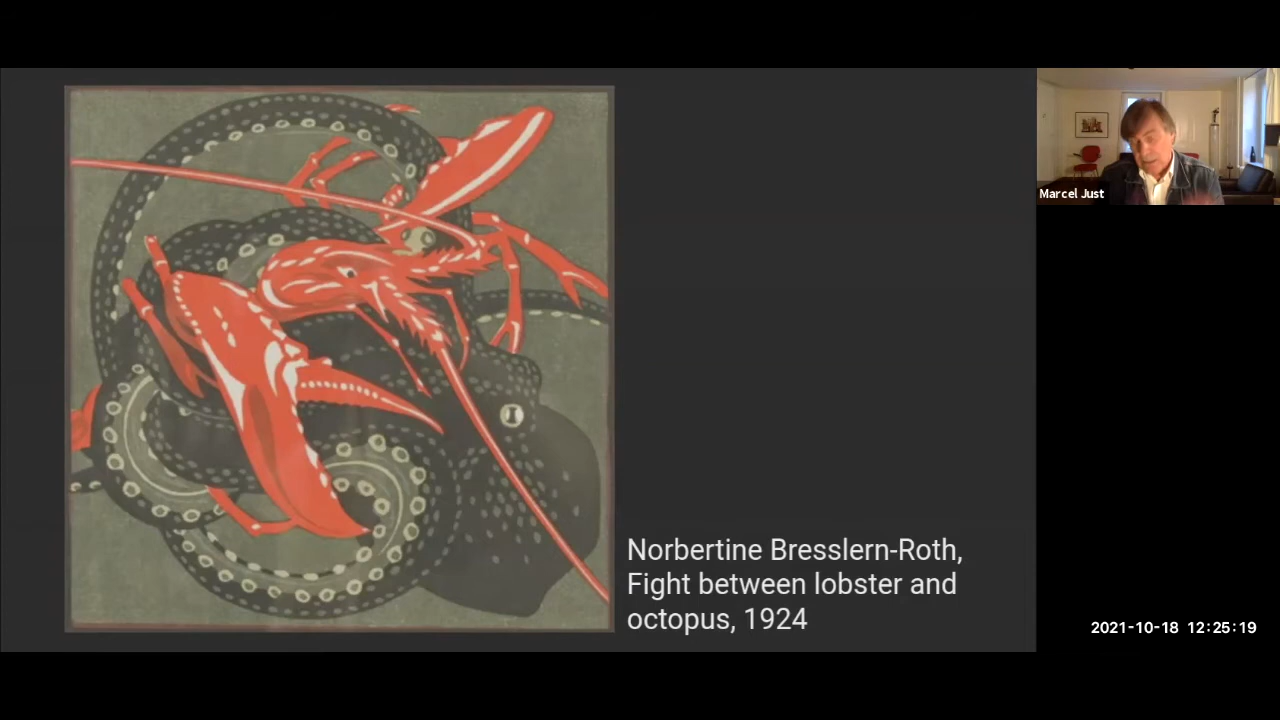 Marcel Just
Norbertine Bresslern-Roth,
Fight between lobster and
octopus, 1924
2021-10-18 12:25:19